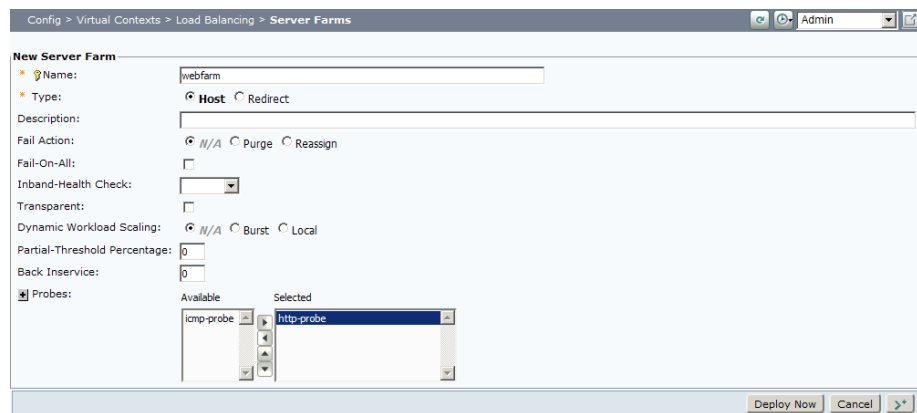 Config > Virtual Contexts > Load Balancing > Server Farms
Admin
New Server Farm
* Name: webfarm
* Type: Host Redirect
Description:
Fail Action: N/A Purge Reassign
Fail-On-All:
Inband-Health Check:
Transparent:
Dynamic Workload Scaling: N/A Burst Local
Partial-Threshold Percentage: 0
Back Inservice: 0
Probes:
Available Selected
icmp-probe http-probe
Deploy Now Cancel